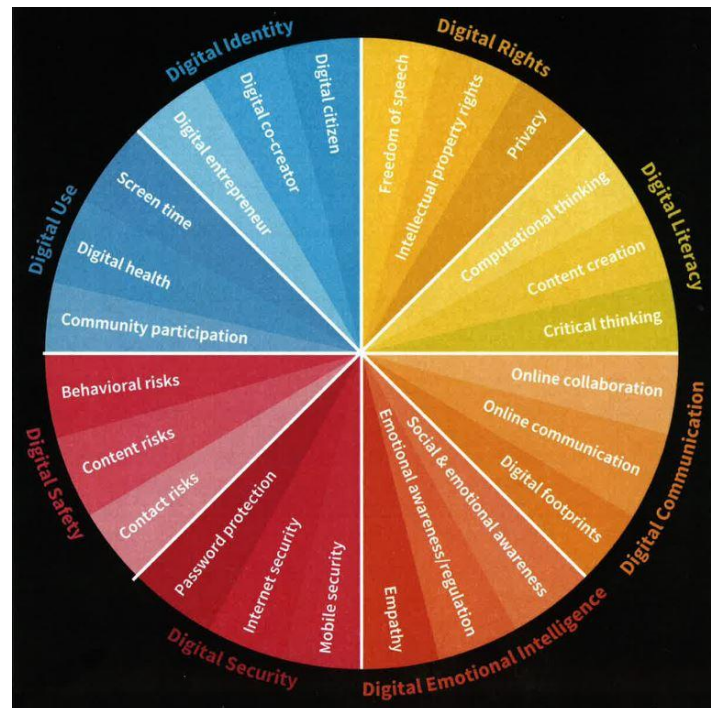 Digital Identity
Digital citizen
Digital co-creator
Digital entrepreneur
Digital Rights
Freedom of speech
Intellectual property rights
Privacy
Digital Literacy
Computational thinking
Content creation
Critical thinking
Digital Communication
Online collaboration
Online communication
Digital footprints
Digital Emotional Intelligence
Social & emotional awareness
Emotional awareness/regulation
Empathy
Digital Security
Mobile security
Internet security
Password protection
Digital Safety
Contact risks
Content risks
Behavioral risks
Digital Use
Community participation
Digital health
Screen time